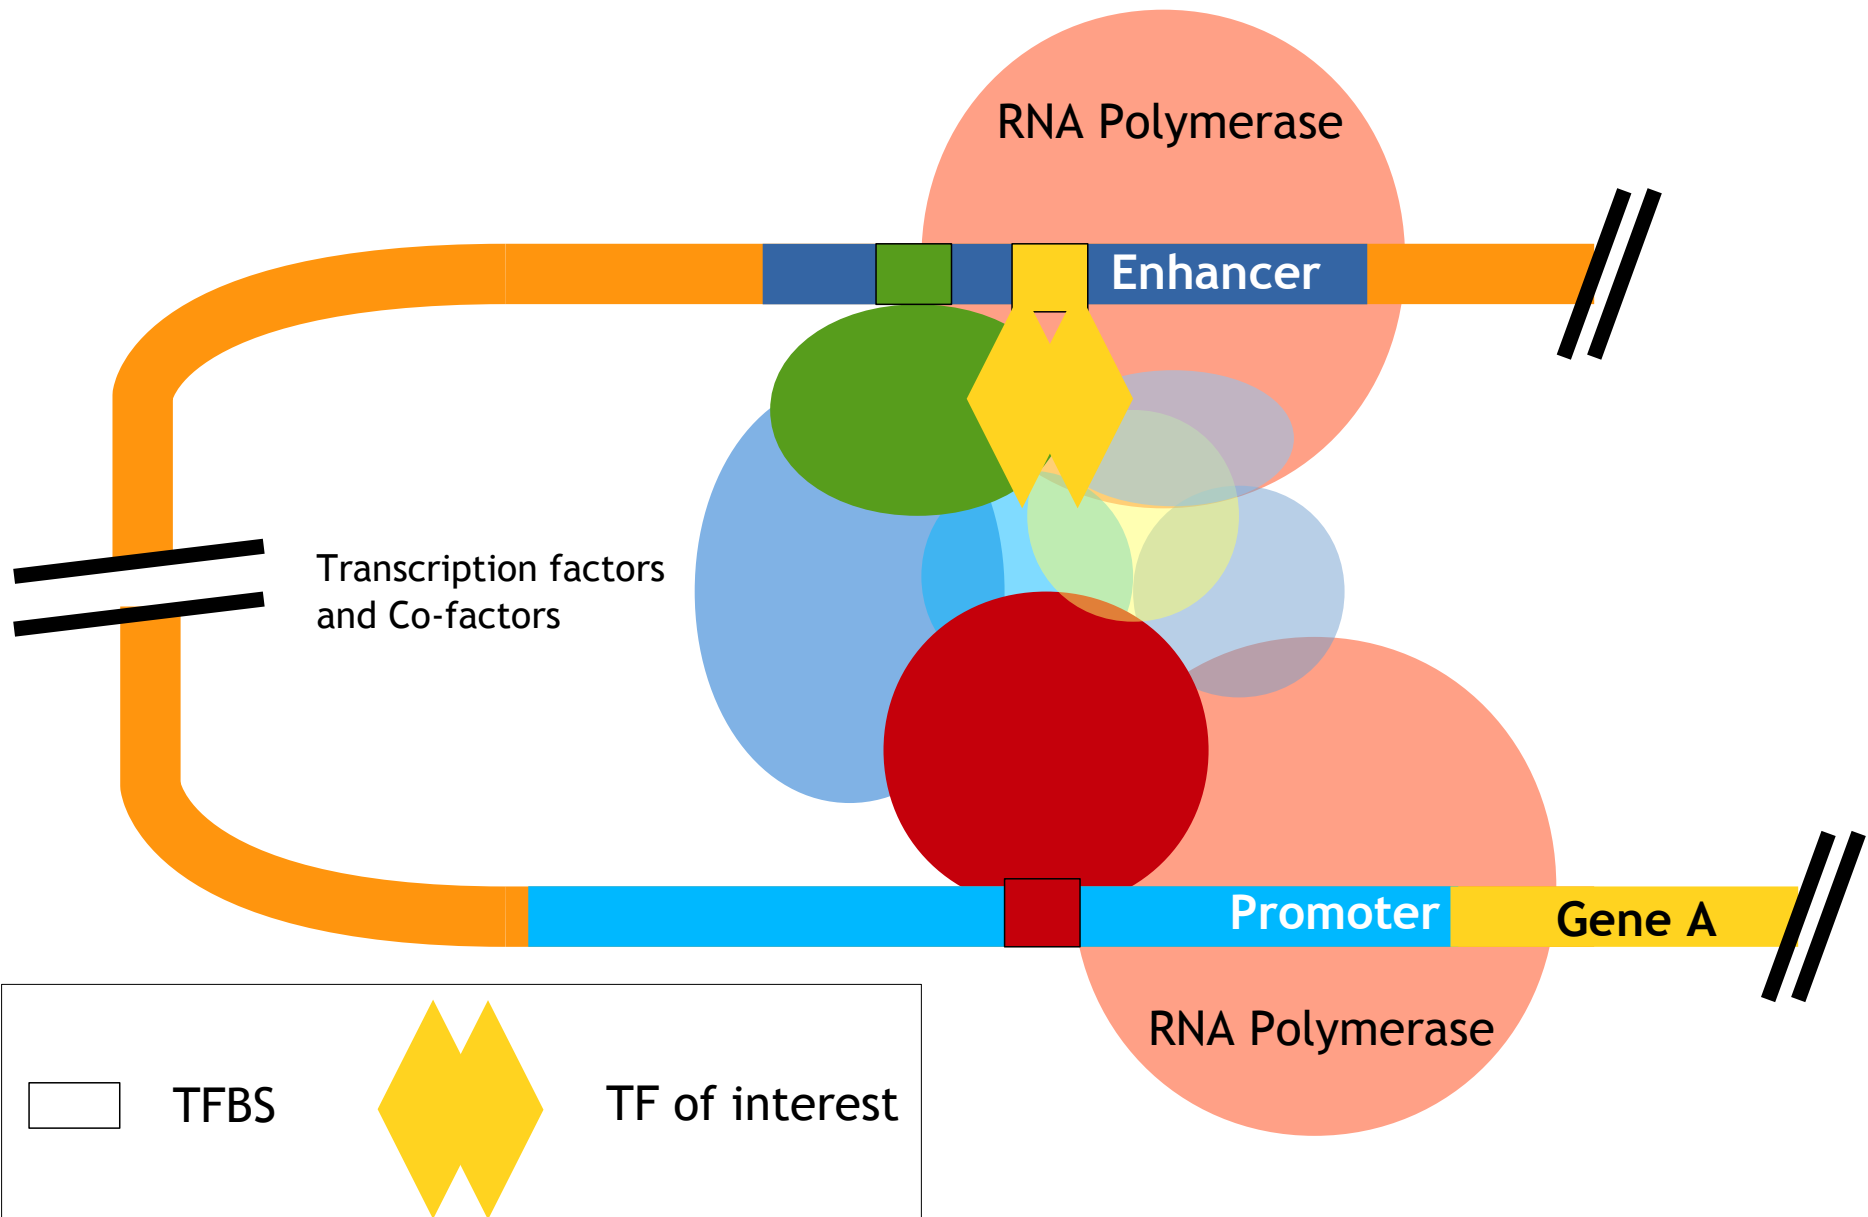 RNA Polymerase
Enhancer
Transcription factors
and Co-factors
Promoter
Gene A
RNA Polymerase
TFBS
TF of interest